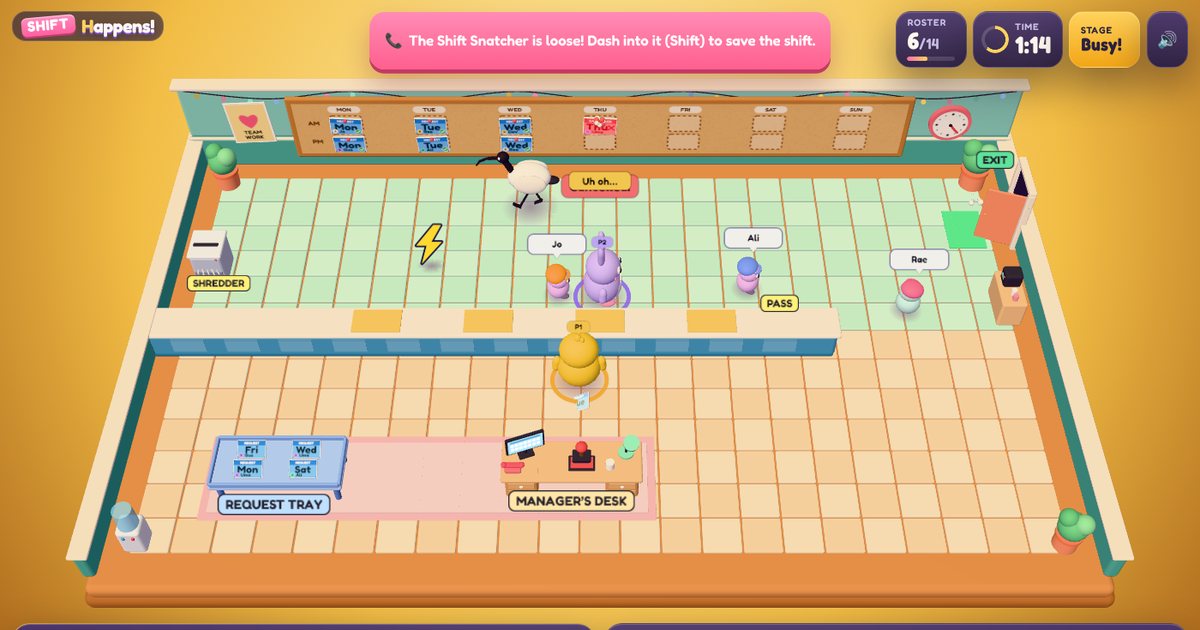 SHIFT Happens!
📞 The Shift Snatcher is loose! Dash into it (Shift) to save the shift.
ROSTER
6/14
TIME
1:14
STAGE
Busy!
TEAM
WORK
MON
TUE
WED
THU
FRI
SAT
SUN
AM
Mon
Tue
Wed
Thu
PM
Mon
Tue
Wed
EXIT
Uh oh...
Jo
P2
Ali
Rae
SHREDDER
PASS
P1
Fri
Wed
Mon
Sat
REQUEST TRAY
MANAGER'S DESK